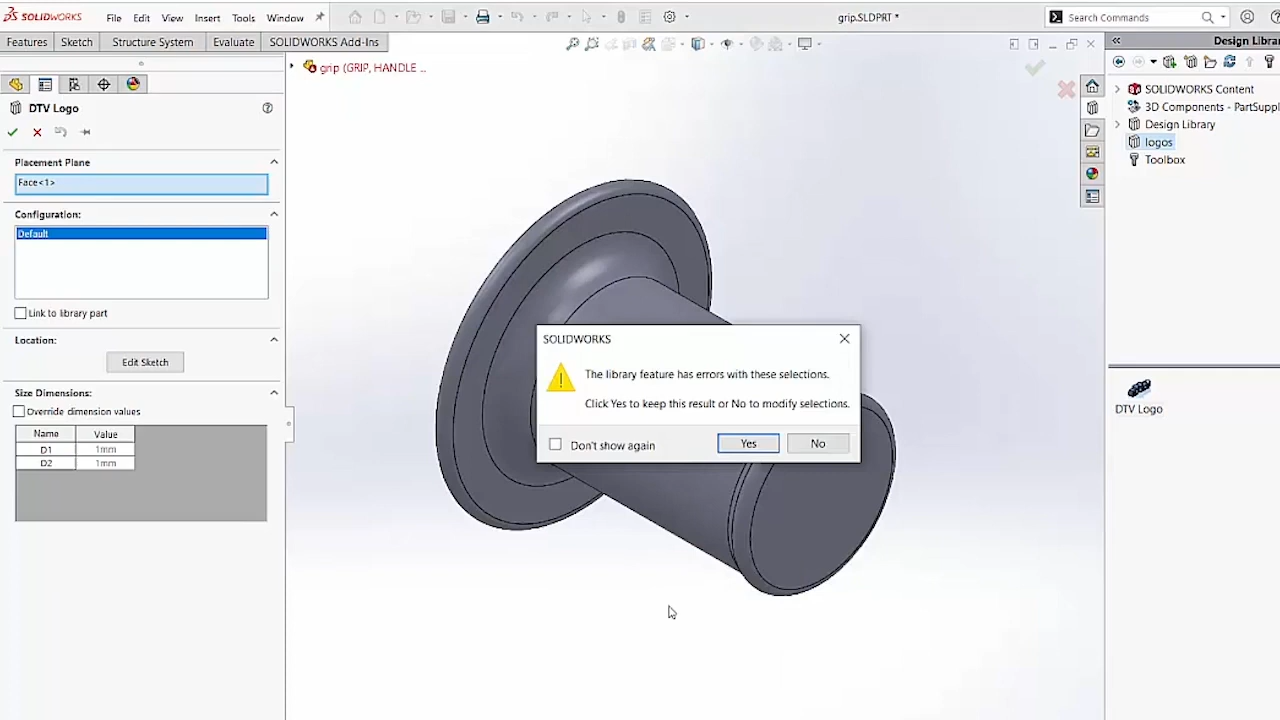 SOLIDWORKS File Edit View Insert Tools Window grip.SLDPRT * Search Commands
Features Sketch Structure System Evaluate SOLIDWORKS Add-Ins
Design Librar
grip (GRIP, HANDLE ...
DTV Logo
Placement Plane
Face<1>
Configuration:
Default
Link to library part
Location:
Edit Sketch
Size Dimensions:
Override dimension values
Name Value
D1 1mm
D2 1mm
SOLIDWORKS
The library feature has errors with these selections.
Click Yes to keep this result or No to modify selections.
Don't show again Yes No
SOLIDWORKS Content
3D Components - PartSuppl
Design Library
logos
Toolbox
DTV Logo